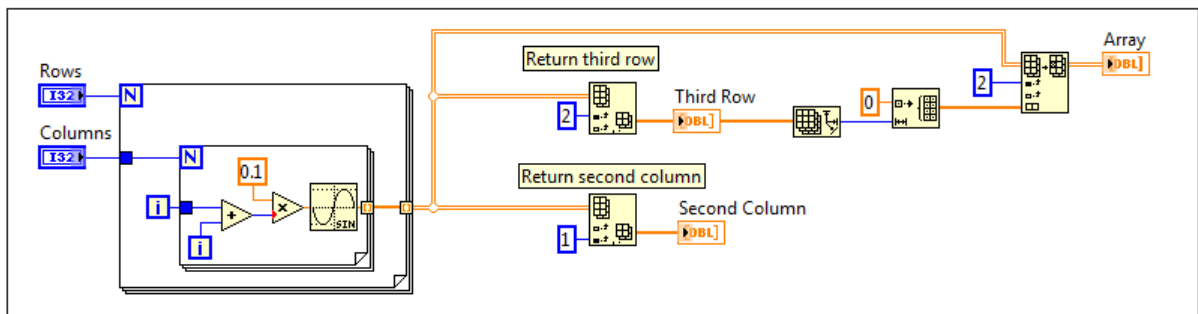 Rows
I32
N
Columns
I32
N
0.1
i
+
x
SIN
i
Return third row
2
Third Row
DBL]
0
2
Array
DBL]
Return second column
1
Second Column
DBL]